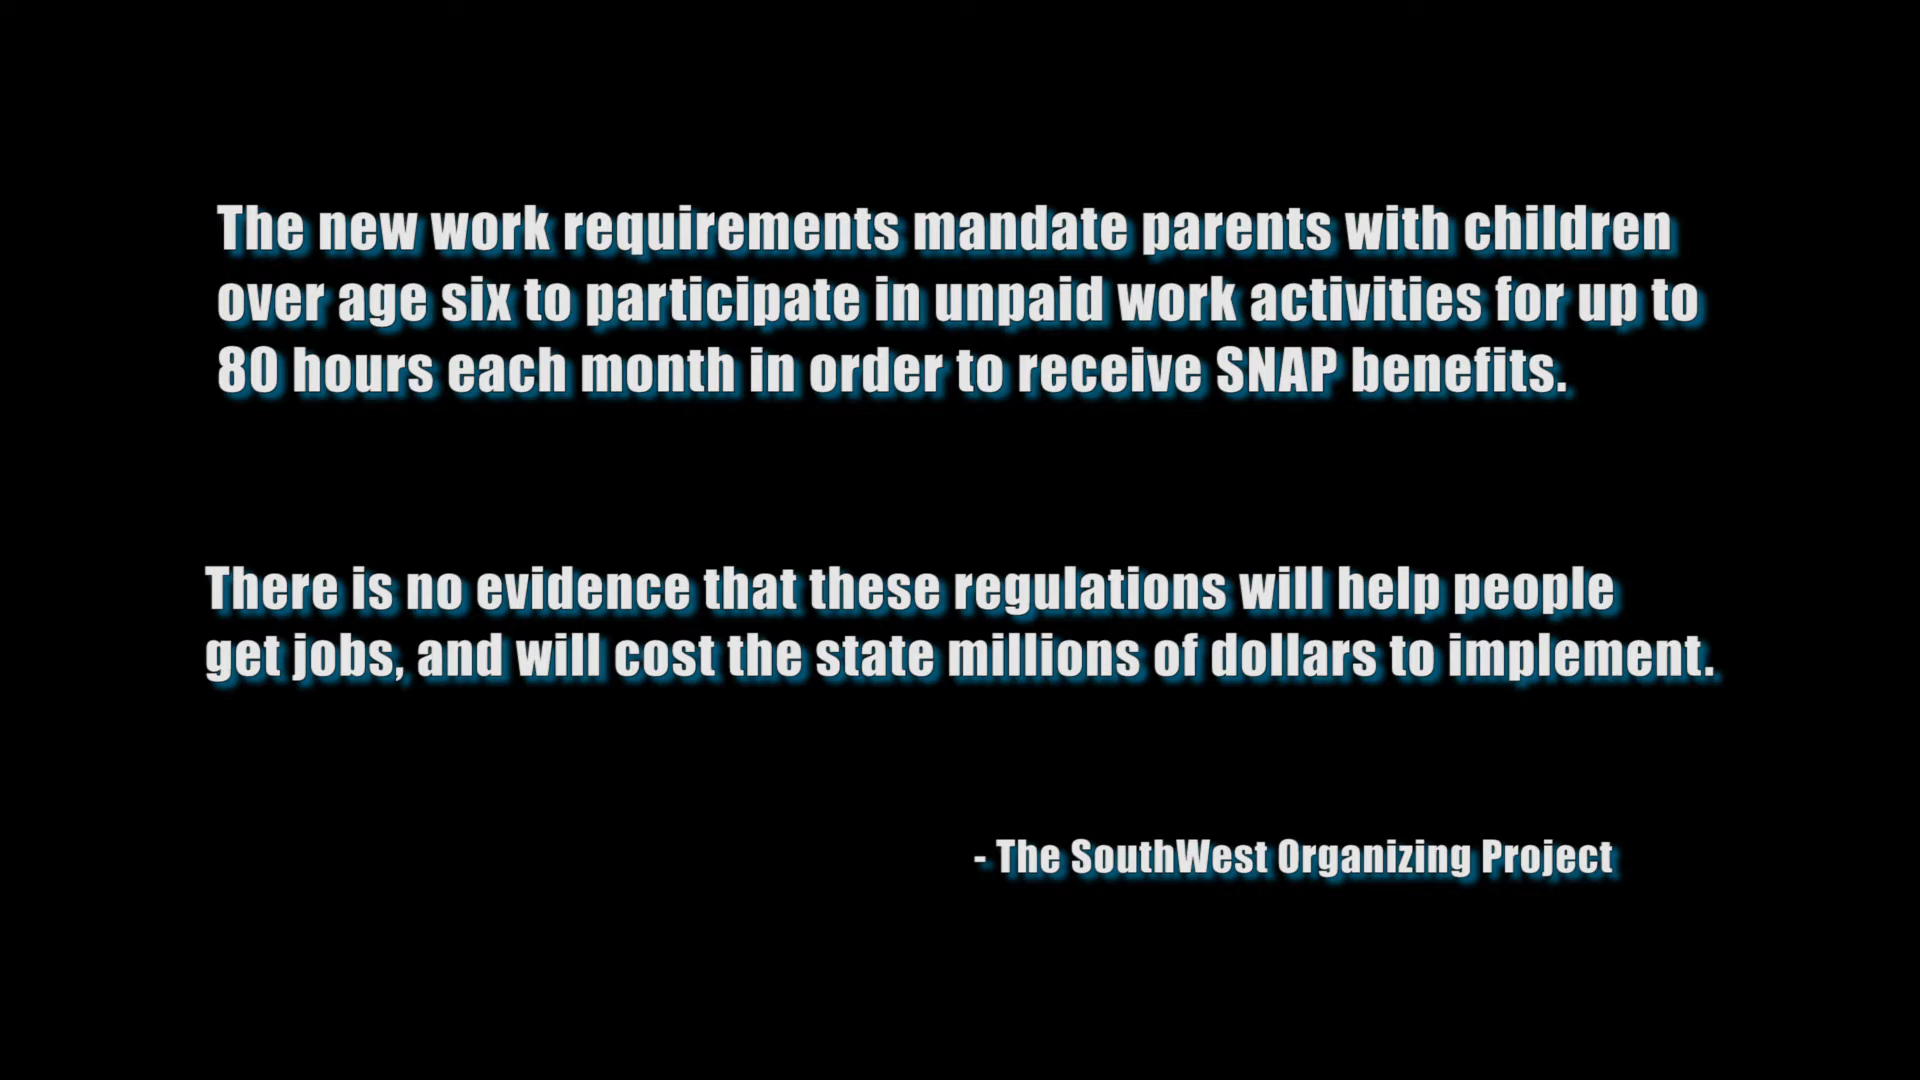 The new work requirements mandate parents with children
over age six to participate in unpaid work activities for up to
80 hours each month in order to receive SNAP benefits.
There is no evidence that these regulations will help people
get jobs, and will cost the state millions of dollars to implement.
- The SouthWest Organizing Project